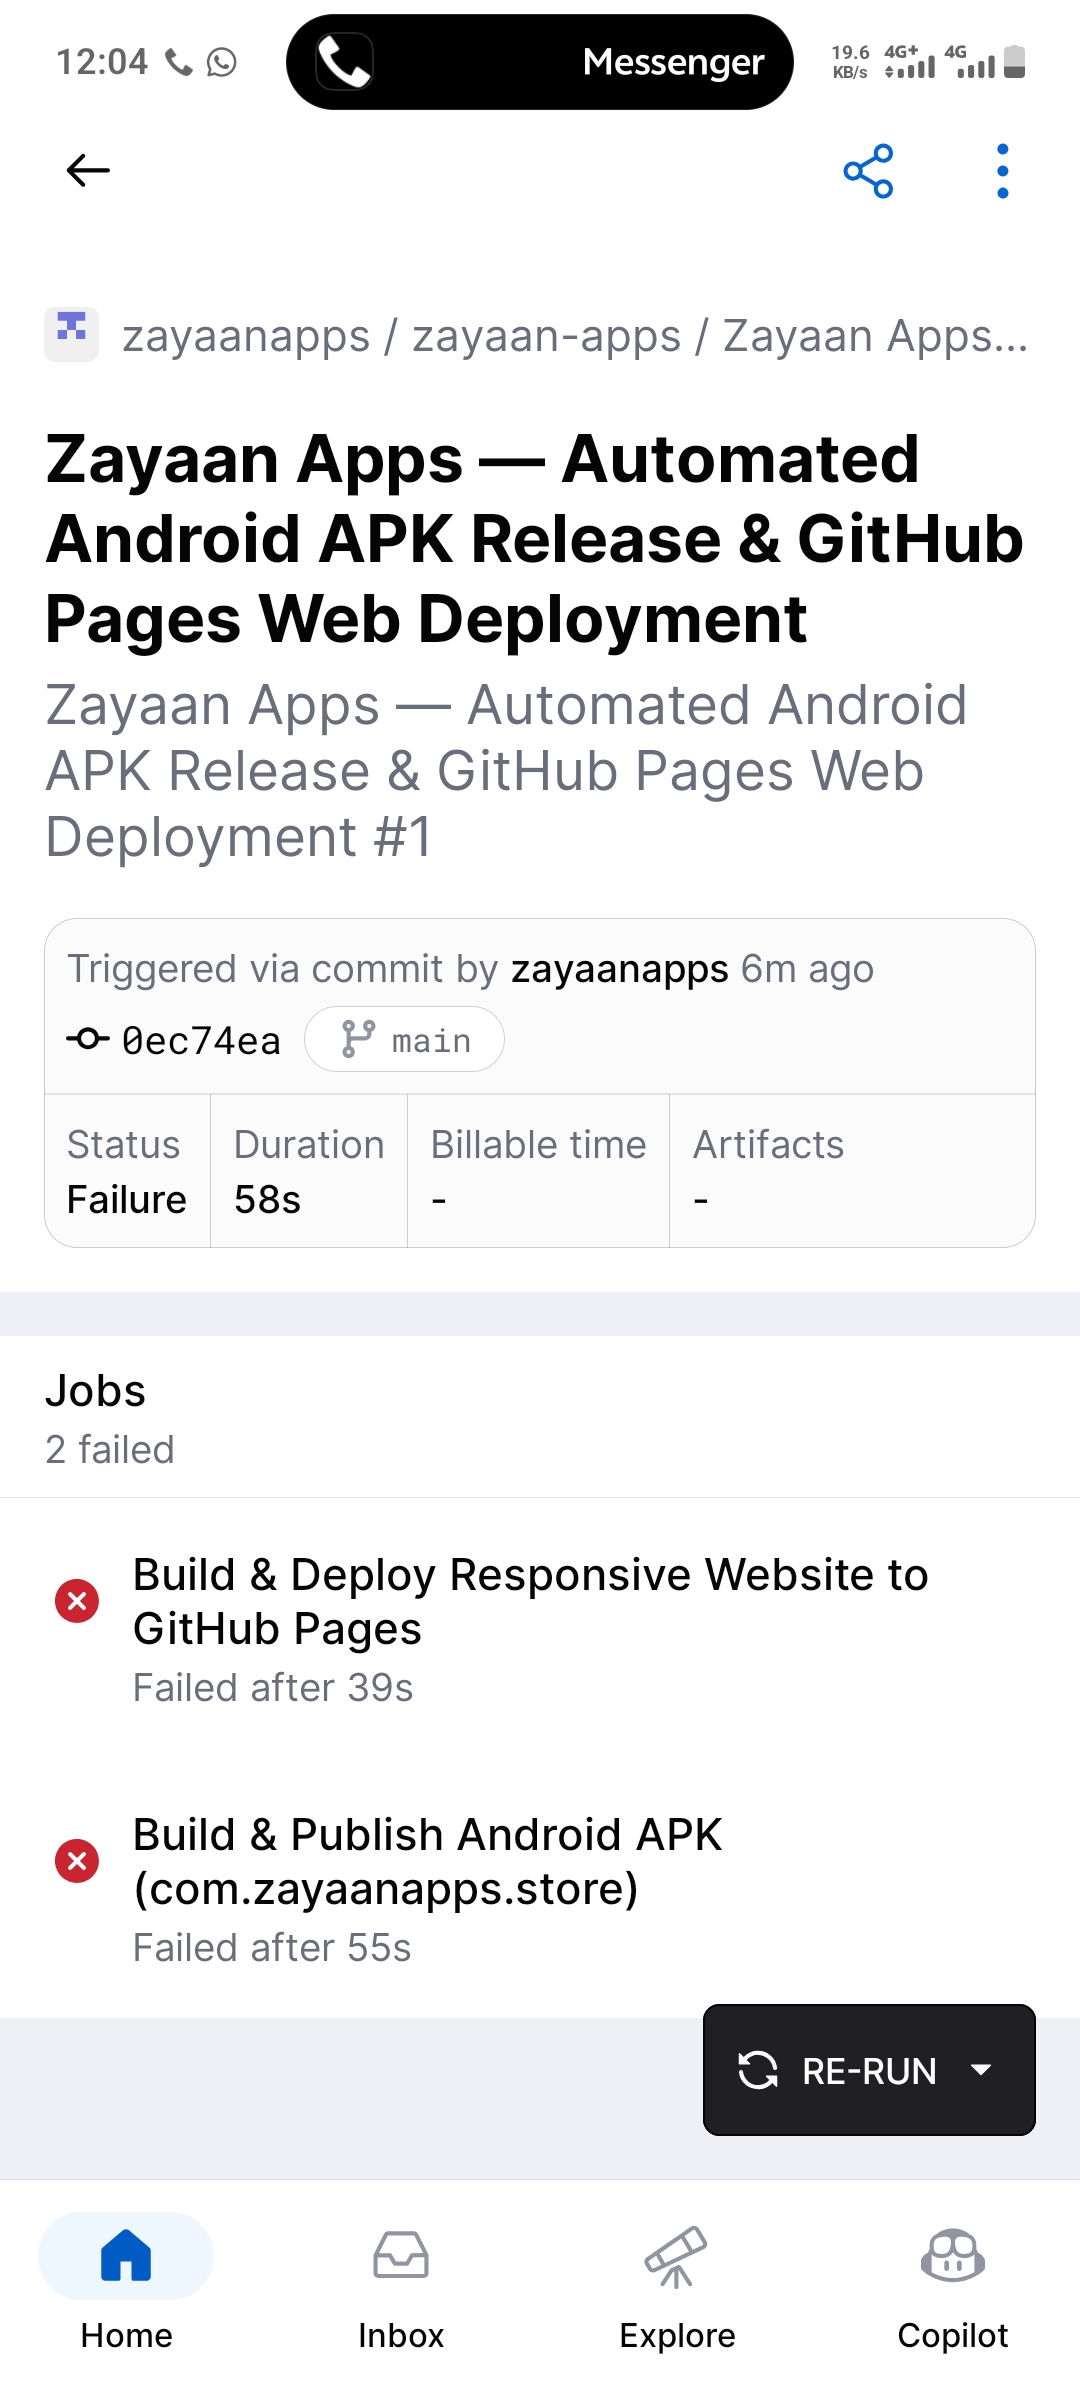 12:04
Messenger
19.6 KB/s 4G+ 4G
zayaanapps / zayaan-apps / Zayaan Apps...
Zayaan Apps — Automated
Android APK Release & GitHub
Pages Web Deployment
Zayaan Apps — Automated Android
APK Release & GitHub Pages Web
Deployment #1
Triggered via commit by zayaanapps 6m ago
0ec74ea main
Status Duration Billable time Artifacts
Failure 58s - -
Jobs
2 failed
Build & Deploy Responsive Website to
GitHub Pages
Failed after 39s
Build & Publish Android APK
(com.zayaanapps.store)
Failed after 55s
RE-RUN
Home Inbox Explore Copilot